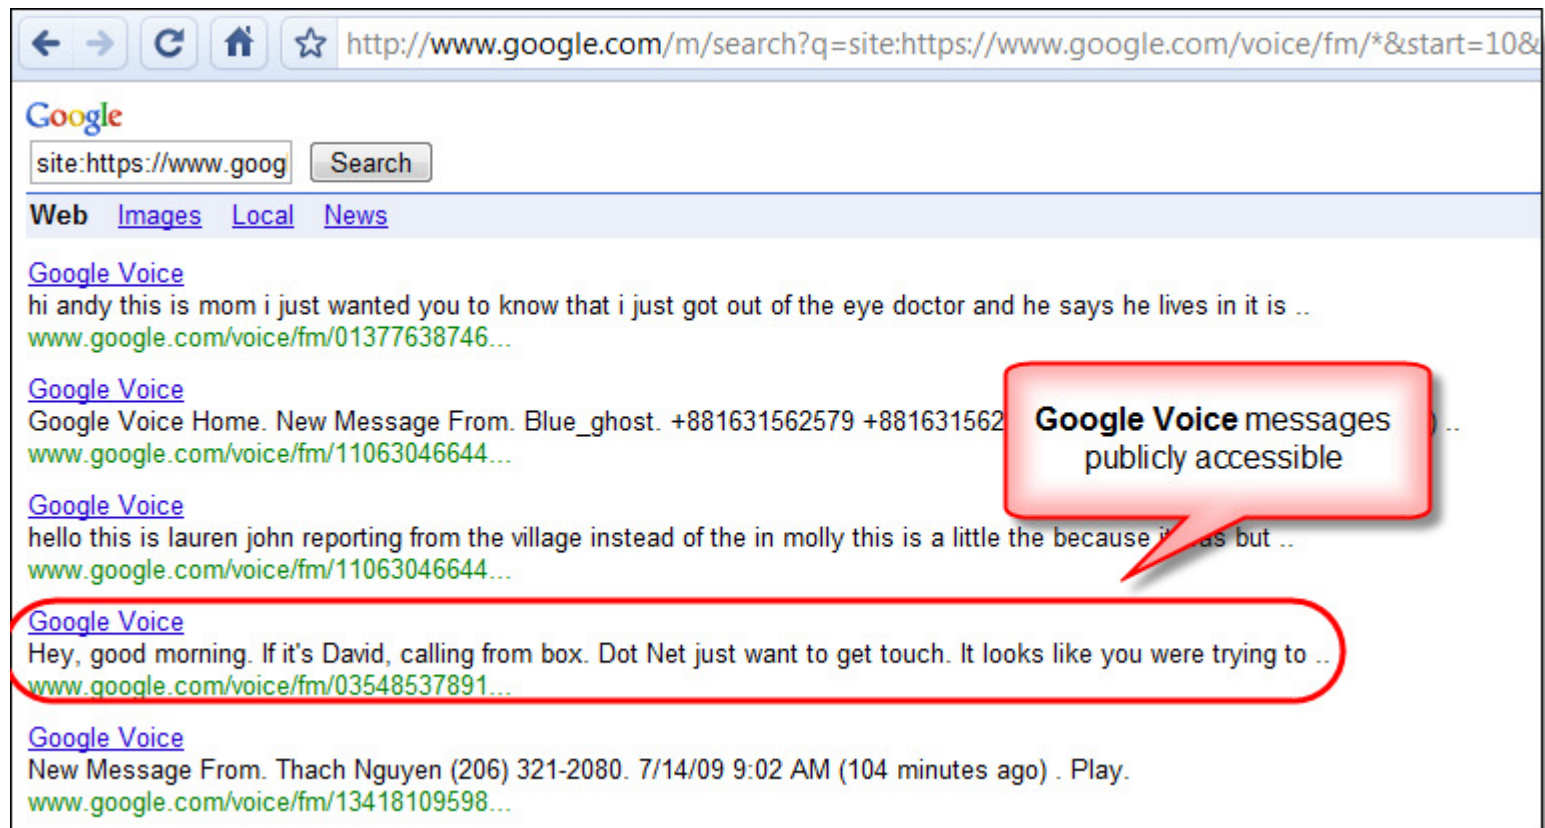 http://www.google.com/m/search?q=site:https://www.google.com/voice/fm/*&start=10&
Google
site:https://www.goog
Search
Web Images Local News
Google Voice
hi andy this is mom i just wanted you to know that i just got out of the eye doctor and he says he lives in it is ..
www.google.com/voice/fm/01377638746...
Google Voice
Google Voice Home. New Message From. Blue_ghost. +881631562579 +881631562 ) ..
www.google.com/voice/fm/11063046644...
Google Voice messages
publicly accessible
Google Voice
hello this is lauren john reporting from the village instead of the in molly this is a little the because it was but ..
www.google.com/voice/fm/11063046644...
Google Voice
Hey, good morning. If it's David, calling from box. Dot Net just want to get touch. It looks like you were trying to ..
www.google.com/voice/fm/03548537891...
Google Voice
New Message From. Thach Nguyen (206) 321-2080. 7/14/09 9:02 AM (104 minutes ago) . Play.
www.google.com/voice/fm/13418109598...